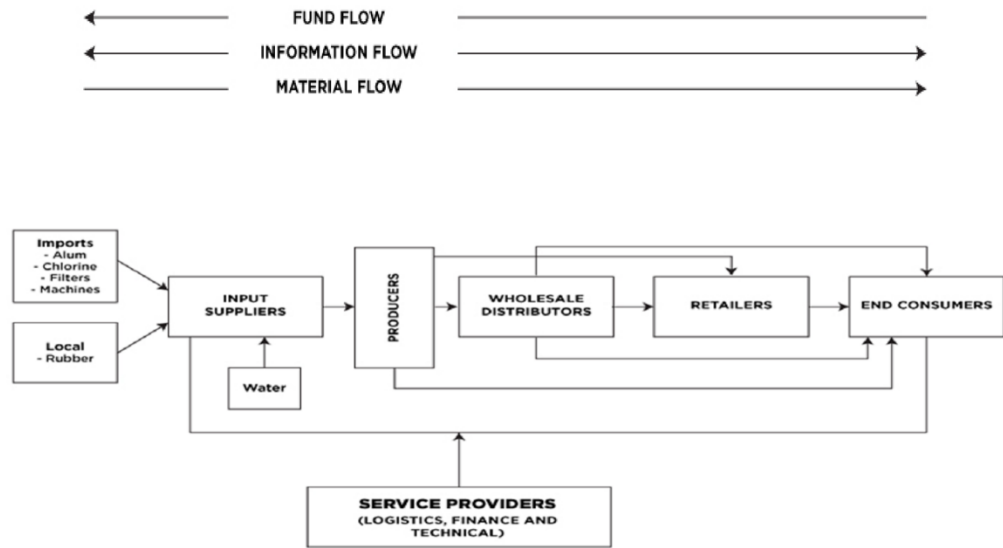 FUND FLOW
INFORMATION FLOW
MATERIAL FLOW
Imports
- Alum
- Chlorine
- Filters
- Machines
Local
- Rubber
INPUT
SUPPLIERS
Water
PRODUCERS
WHOLESALE
DISTRIBUTORS
RETAILERS
END CONSUMERS
SERVICE PROVIDERS
(LOGISTICS, FINANCE AND
TECHNICAL)